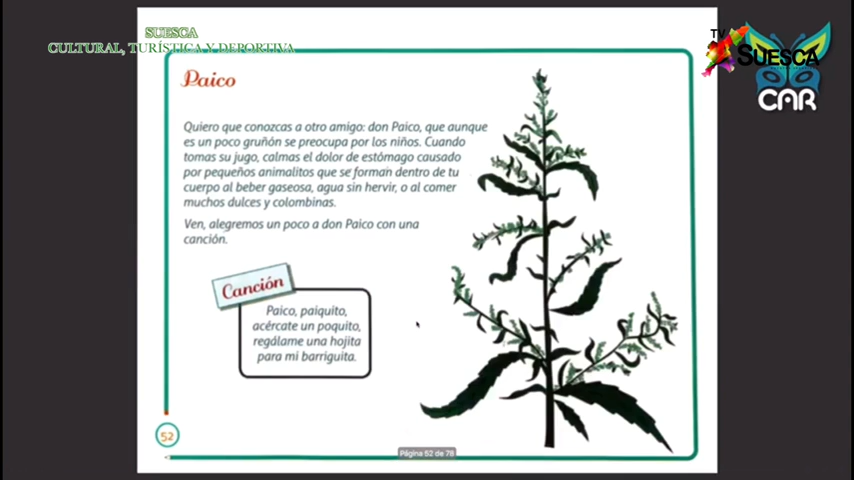 SUESCA
CULTURAL, TURÍSTICA Y DEPORTIVA
TV
SUESCA
CAR
Paico
Quiero que conozcas a otro amigo: don Paico, que aunque
es un poco gruñón se preocupa por los niños. Cuando
tomas su jugo, calmas el dolor de estómago causado
por pequeños animalitos que se forman dentro de tu
cuerpo al beber gaseosa, agua sin hervir, o al comer
muchos dulces y colombinas.
Ven, alegremos un poco a don Paico con una
canción.
Canción
Paico, paiquito,
acércate un poquito,
regálame una hojita
para mi barriguita.
52
Página 52 de 78